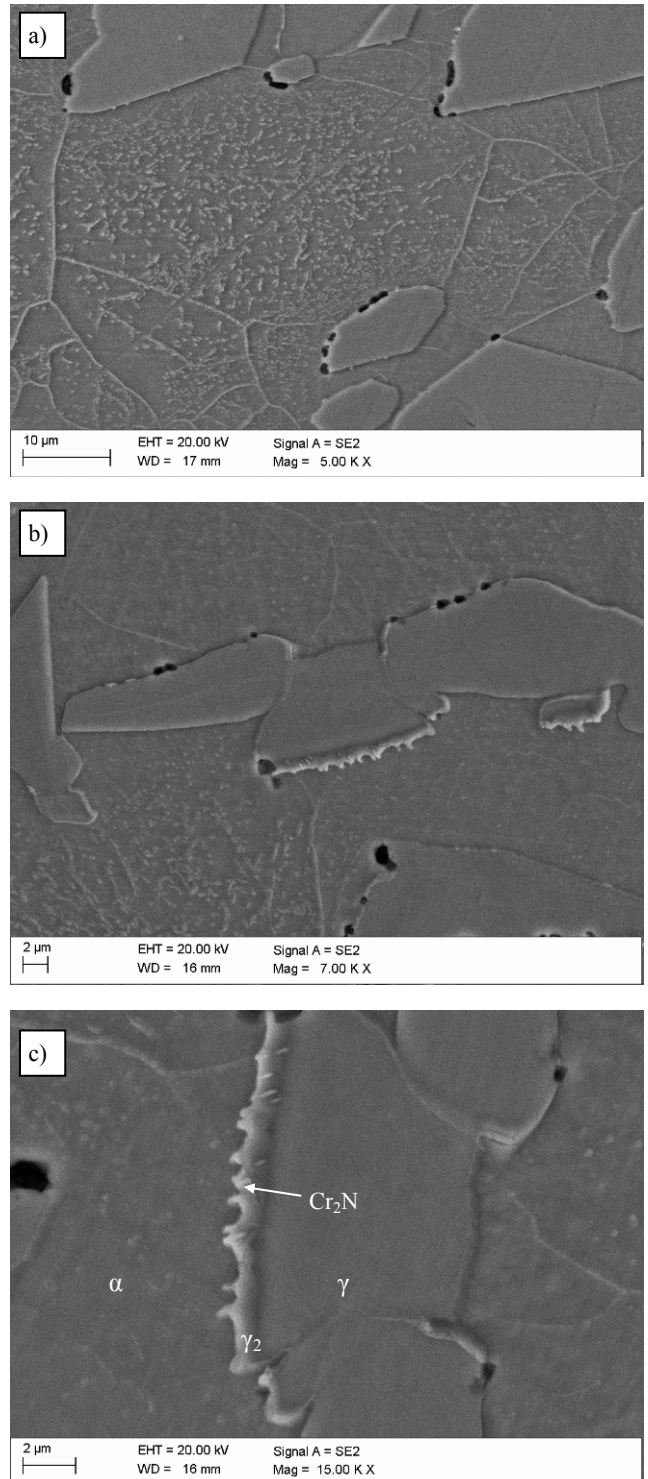 a)
10 µm EHT = 20.00 kV Signal A = SE2
WD = 17 mm Mag = 5.00 K X
b)
2 µm EHT = 20.00 kV Signal A = SE2
WD = 16 mm Mag = 7.00 K X
c)
Cr₂N
α
γ
γ₂
2 µm EHT = 20.00 kV Signal A = SE2
WD = 16 mm Mag = 15.00 K X